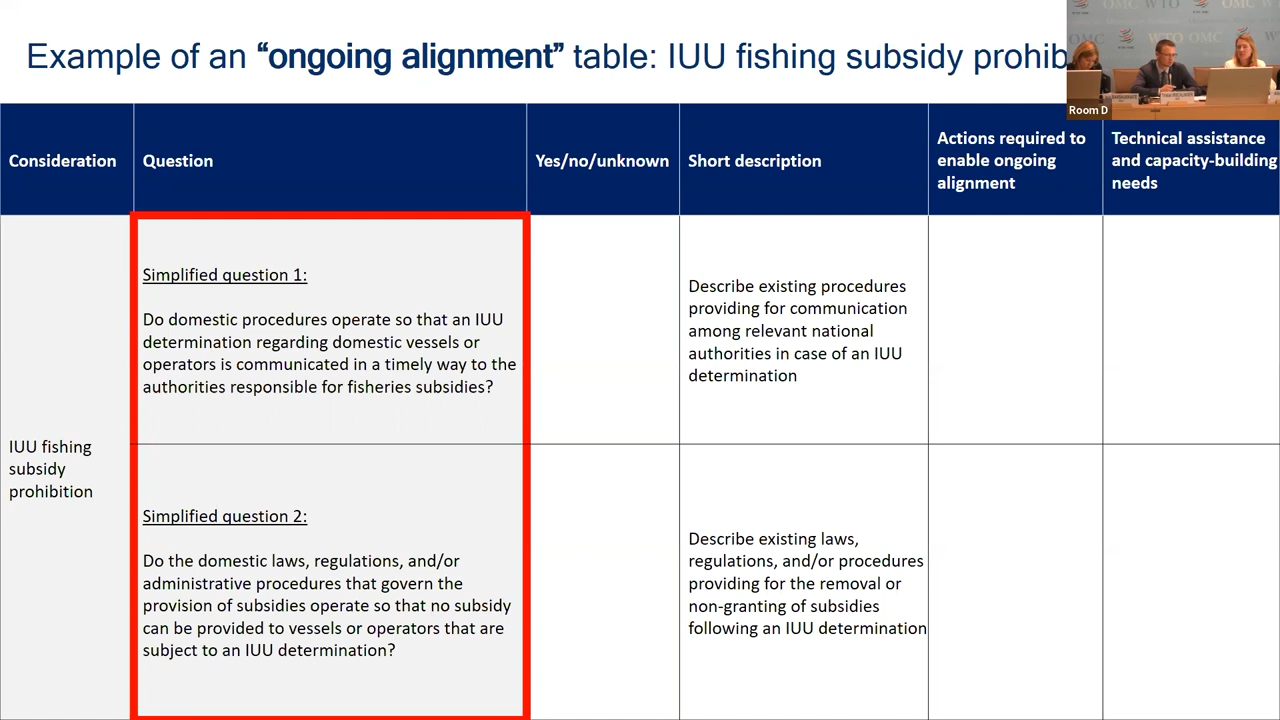 Example of an “ongoing alignment” table: IUU fishing subsidy prohib
OMC WTO
OMC WTO
WTO OMC
Room D
Consideration
Question
Yes/no/unknown
Short description
Actions required to
enable ongoing
alignment
Technical assistance
and capacity-building
needs
IUU fishing
subsidy
prohibition
Simplified question 1:
Do domestic procedures operate so that an IUU
determination regarding domestic vessels or
operators is communicated in a timely way to the
authorities responsible for fisheries subsidies?
Describe existing procedures
providing for communication
among relevant national
authorities in case of an IUU
determination
Simplified question 2:
Do the domestic laws, regulations, and/or
administrative procedures that govern the
provision of subsidies operate so that no subsidy
can be provided to vessels or operators that are
subject to an IUU determination?
Describe existing laws,
regulations, and/or procedures
providing for the removal or
non-granting of subsidies
following an IUU determination